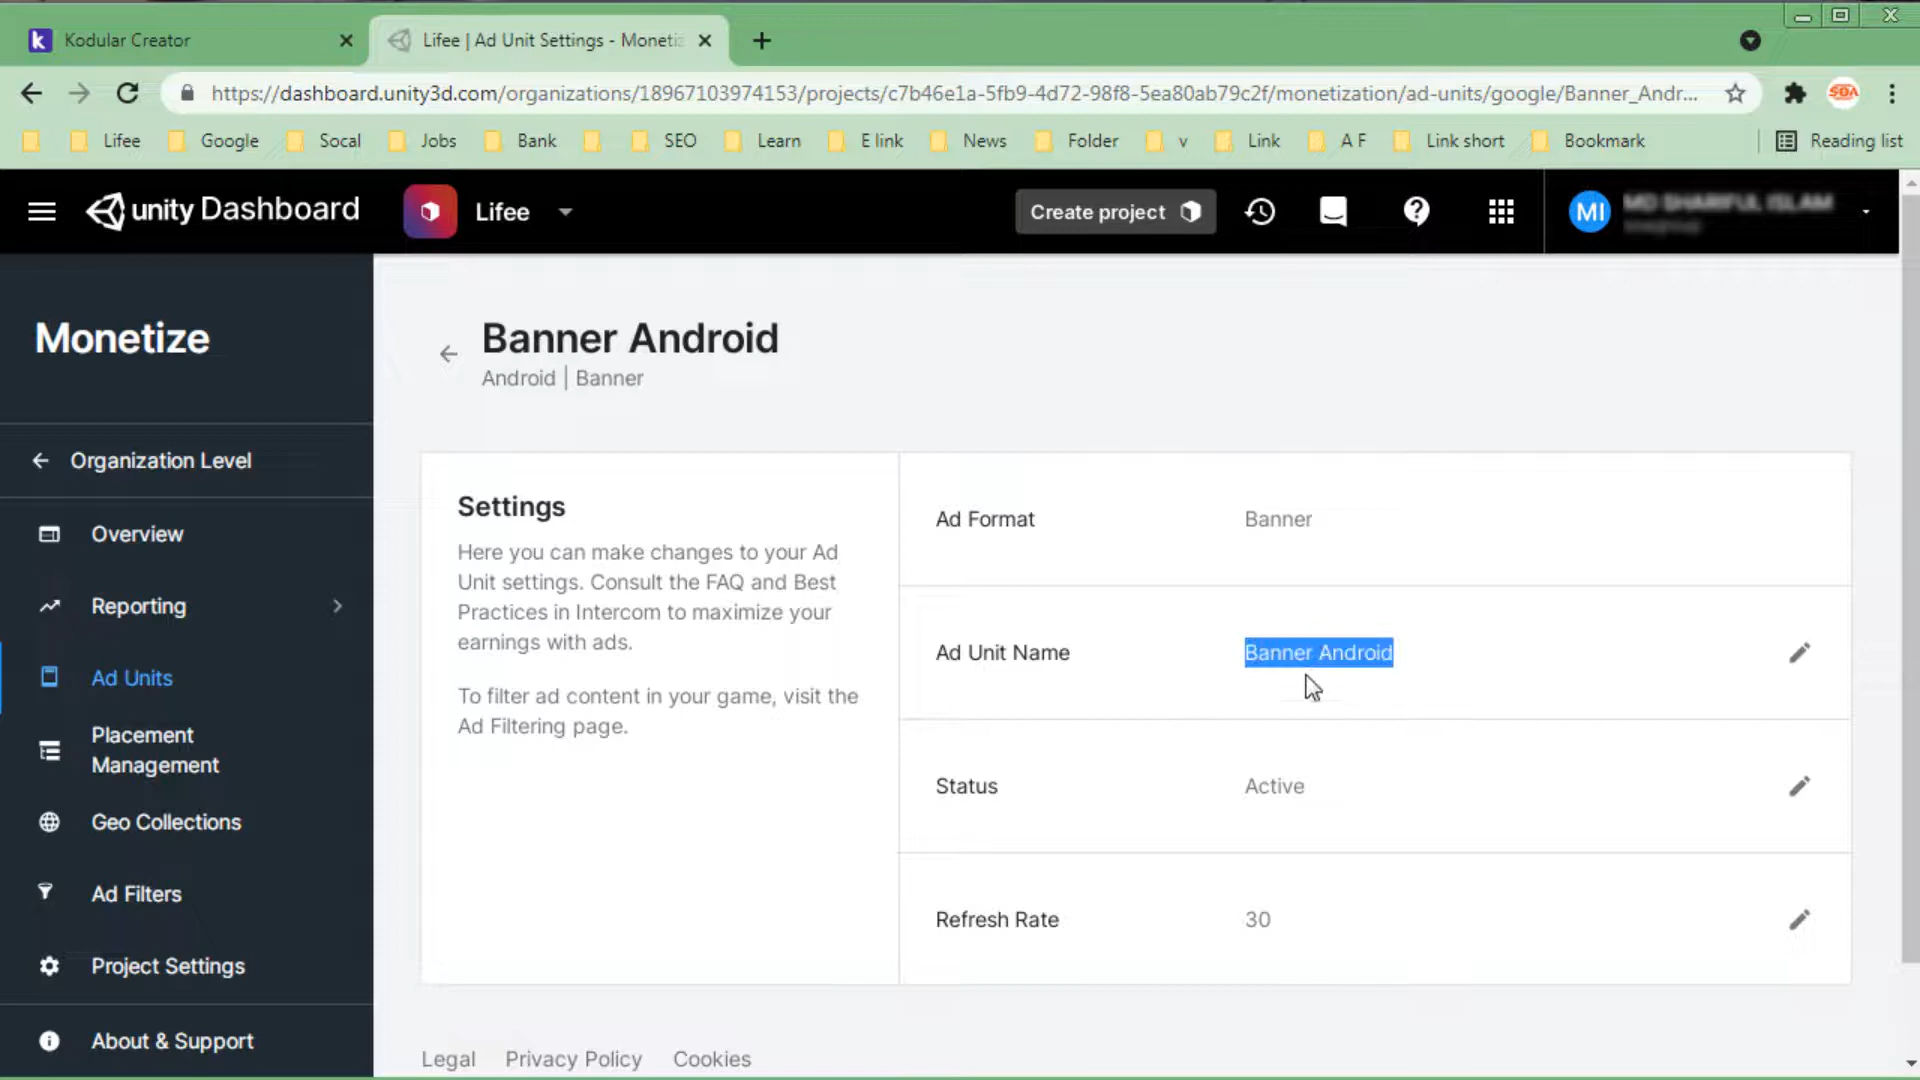 Kodular Creator
Lifee | Ad Unit Settings - Moneti
https://dashboard.unity3d.com/organizations/18967103974153/projects/c7b46e1a-5fb9-4d72-98f8-5ea80ab79c2f/monetization/ad-units/google/Banner_Andr...
Lifee Google Socal Jobs Bank SEO Learn E link News Folder v Link A F Link short Bookmark Reading list
unity Dashboard Lifee Create project MI MD SHARIFUL ISLAM
Monetize
Organization Level
Overview
Reporting
Ad Units
Placement
Management
Geo Collections
Ad Filters
Project Settings
About & Support
Banner Android
Android | Banner
Settings
Here you can make changes to your Ad
Unit settings. Consult the FAQ and Best
Practices in Intercom to maximize your
earnings with ads.
To filter ad content in your game, visit the
Ad Filtering page.
Ad Format Banner
Ad Unit Name Banner Android
Status Active
Refresh Rate 30
Legal Privacy Policy Cookies